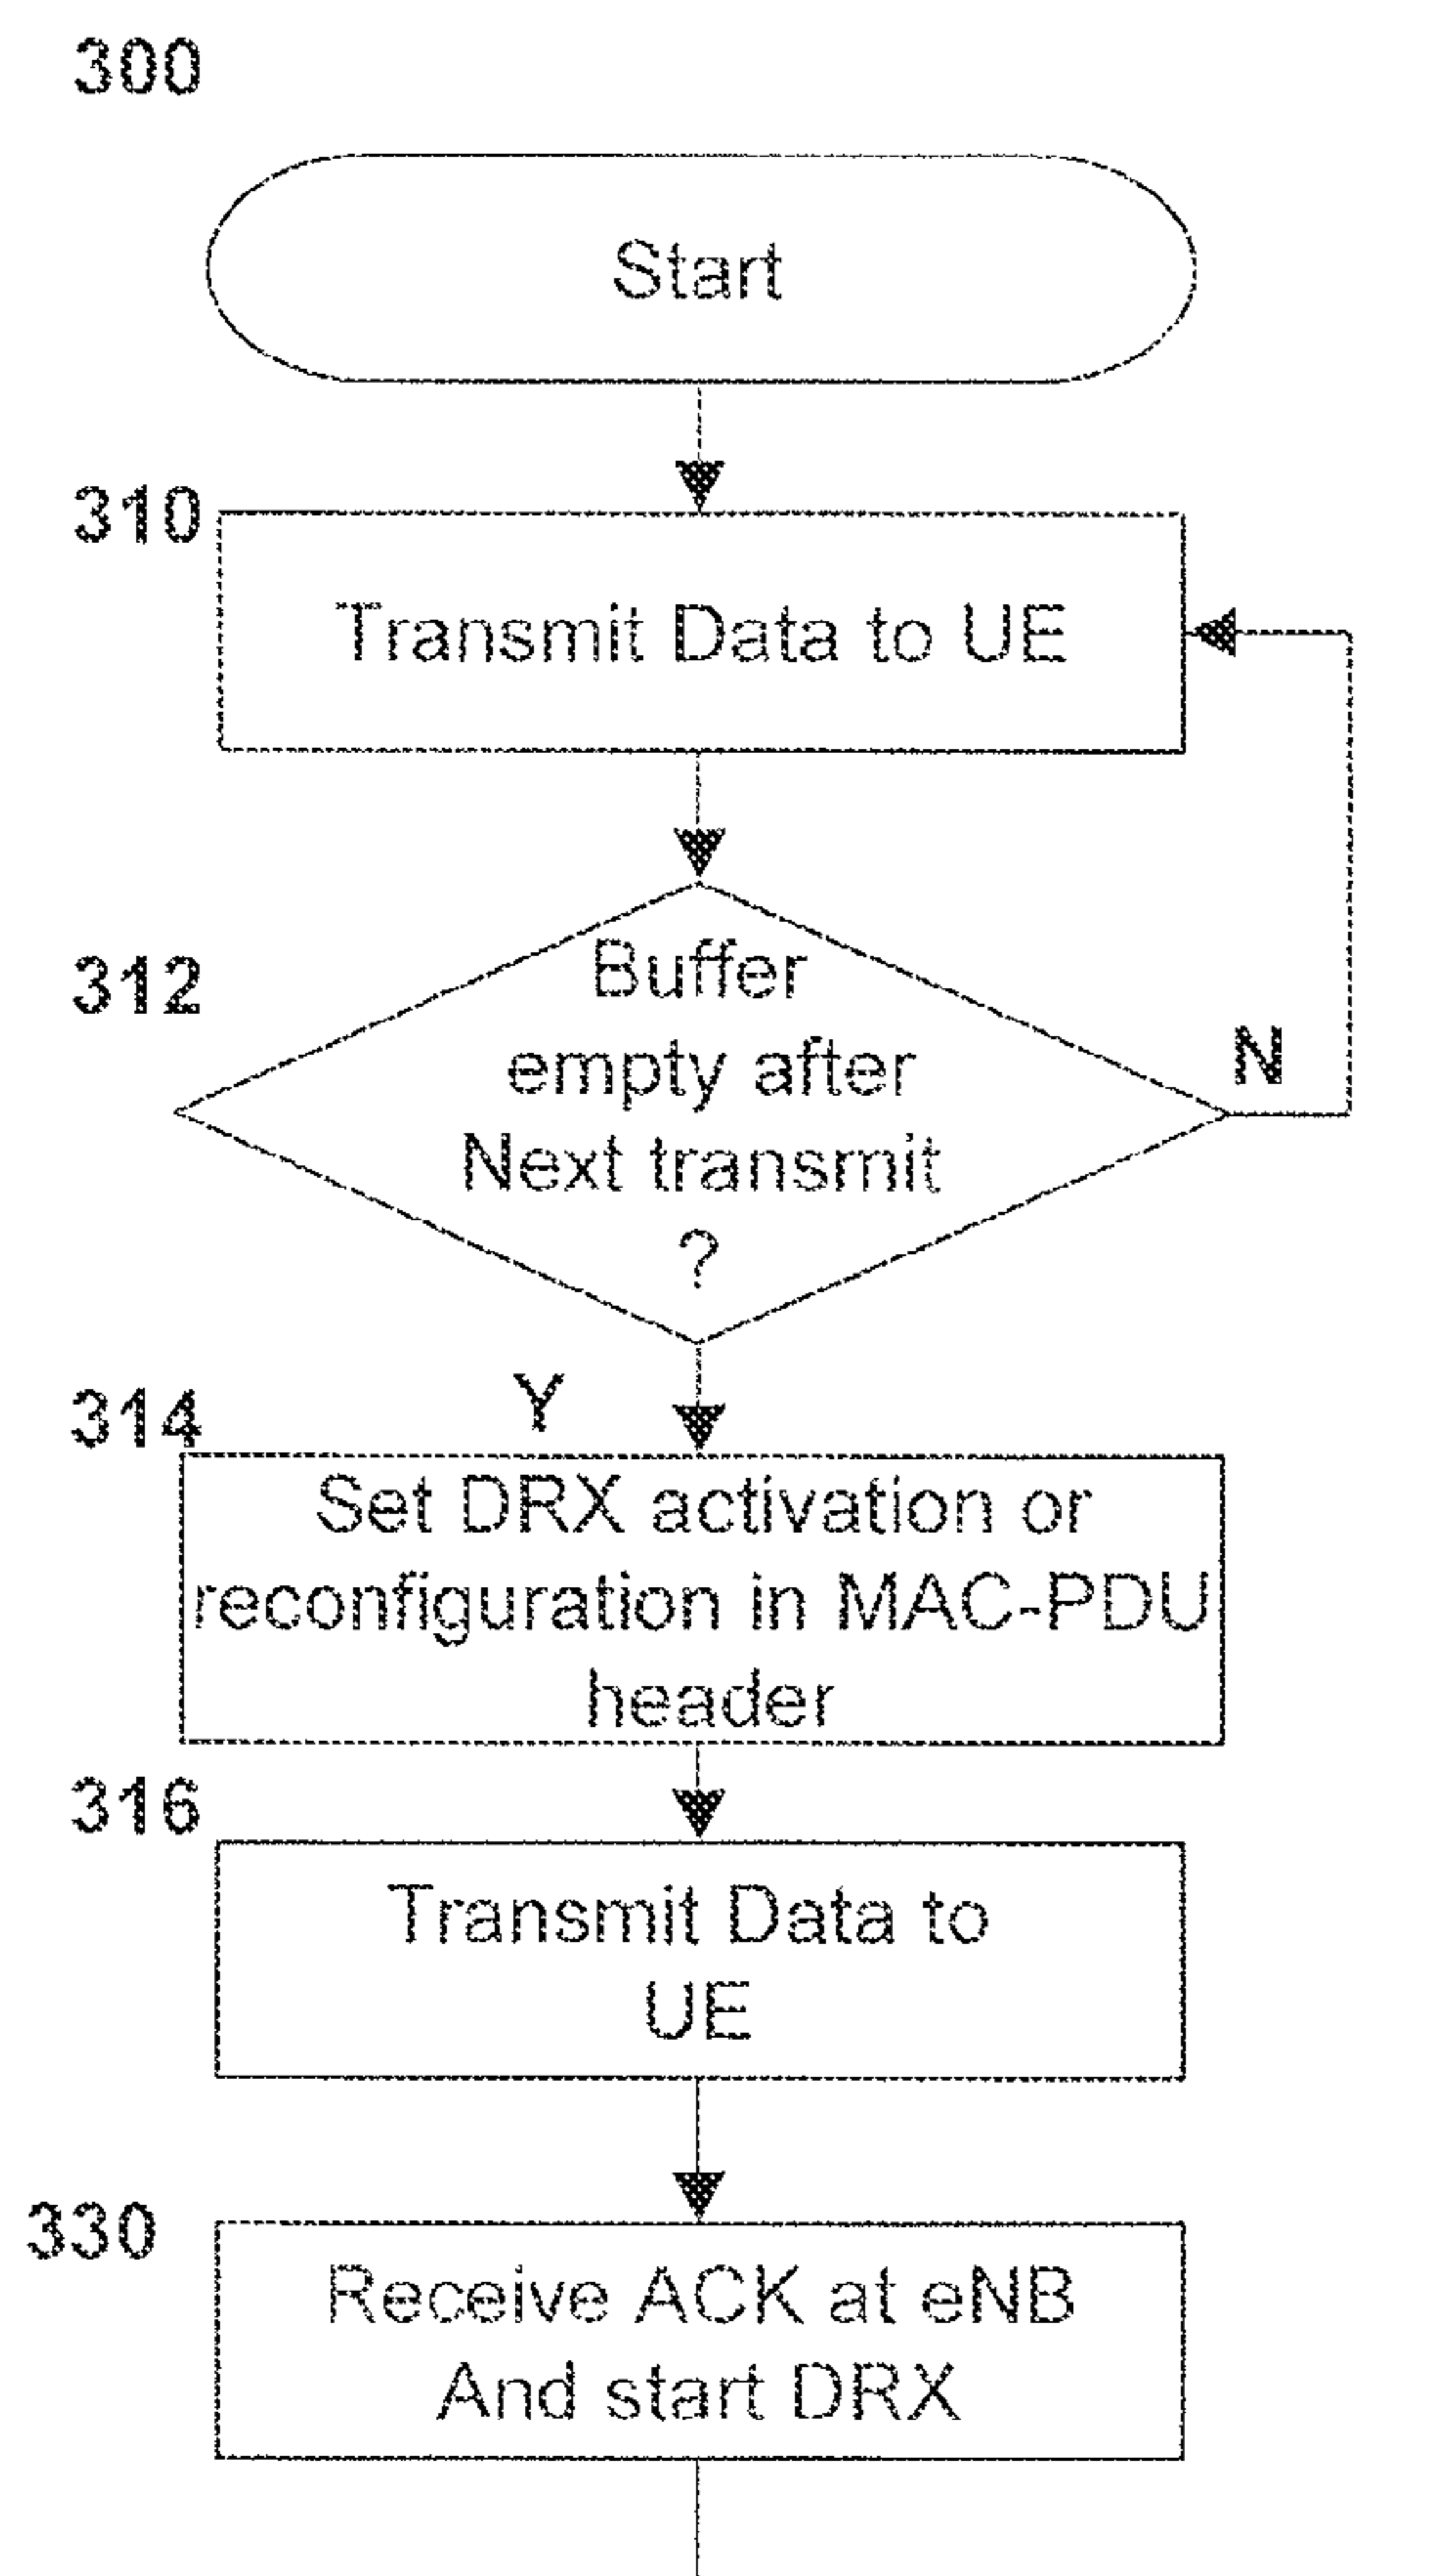 300
Start
310
Transmit Data to UE
312
Buffer
empty after
Next transmit
?
N
Y
314
Set DRX activation or
reconfiguration in MAC-PDU
header
316
Transmit Data to
UE
330
Receive ACK at eNB
And start DRX